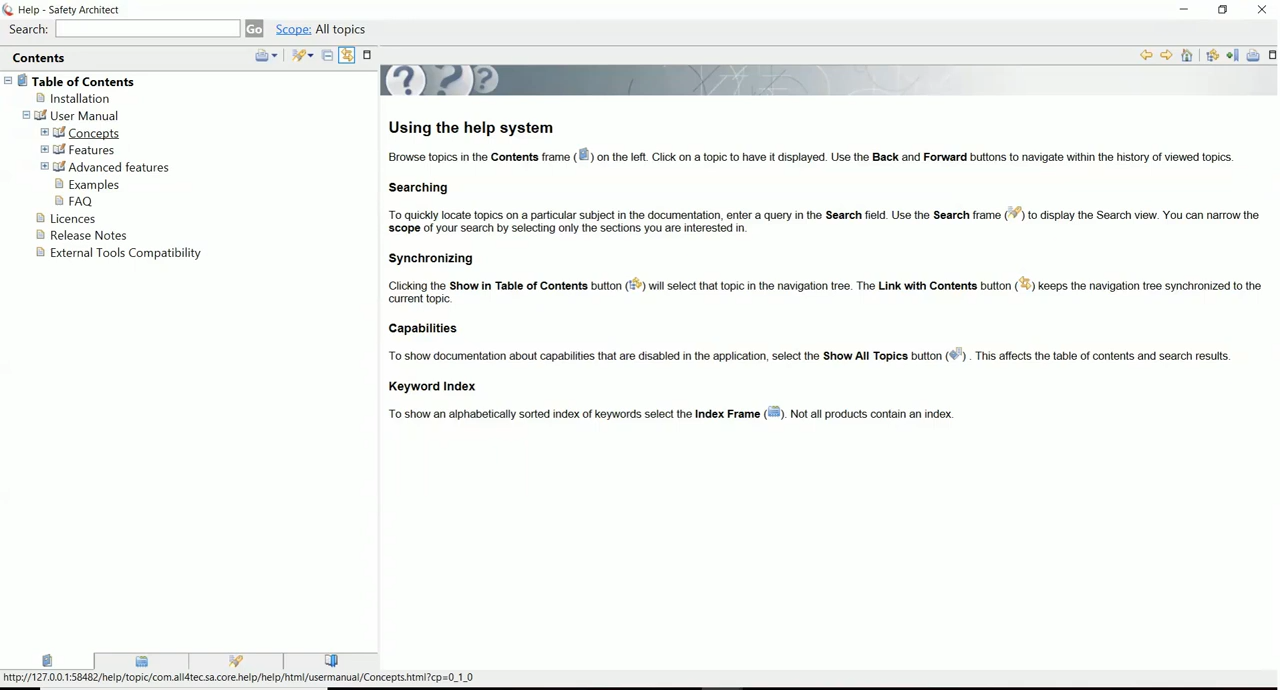 Help - Safety Architect
Search:
Go
Scope: All topics
Contents
Table of Contents
Installation
User Manual
Concepts
Features
Advanced features
Examples
FAQ
Licences
Release Notes
External Tools Compatibility
Using the help system
Browse topics in the Contents frame ( ) on the left. Click on a topic to have it displayed. Use the Back and Forward buttons to navigate within the history of viewed topics.
Searching
To quickly locate topics on a particular subject in the documentation, enter a query in the Search field. Use the Search frame ( ) to display the Search view. You can narrow the
scope of your search by selecting only the sections you are interested in.
Synchronizing
Clicking the Show in Table of Contents button ( ) will select that topic in the navigation tree. The Link with Contents button ( ) keeps the navigation tree synchronized to the
current topic.
Capabilities
To show documentation about capabilities that are disabled in the application, select the Show All Topics button ( ) . This affects the table of contents and search results.
Keyword Index
To show an alphabetically sorted index of keywords select the Index Frame ( ). Not all products contain an index.
http://127.0.0.1:58482/help/topic/com.all4tec.sa.core.help/help/html/usermanual/Concepts.html?cp=0_1_0